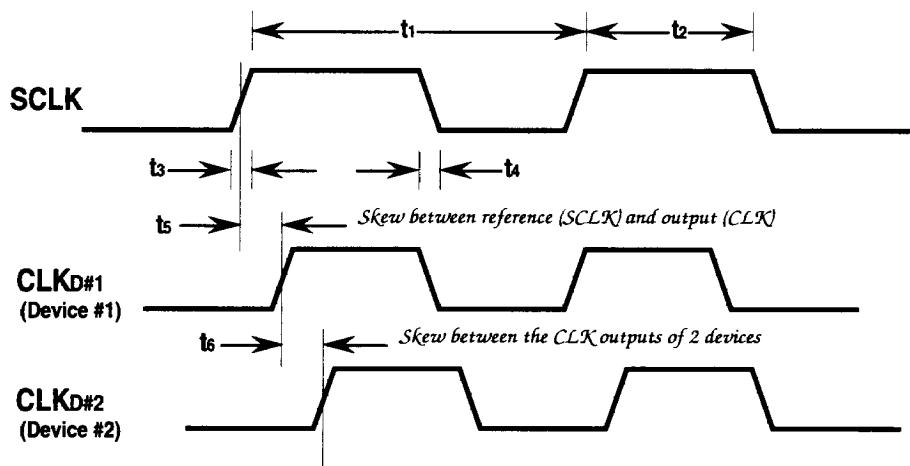 t1
t2
SCLK
t3
t4
t5
Skew between reference (SCLK) and output (CLK)
CLKD#1
(Device #1)
t6
Skew between the CLK outputs of 2 devices
CLKD#2
(Device #2)